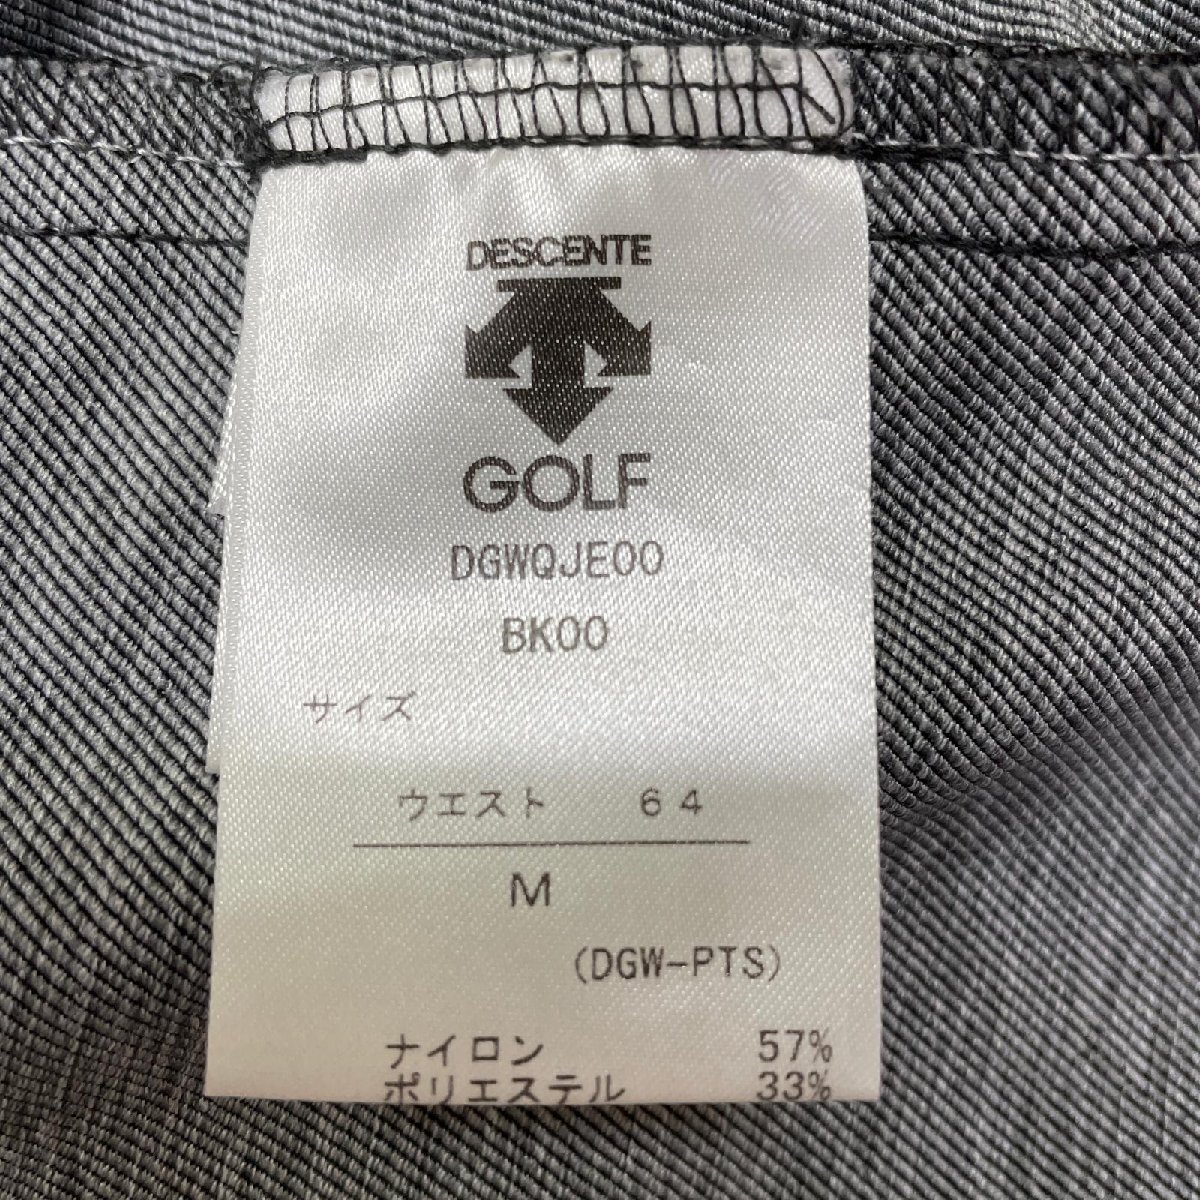 DESCENTE
GOLF
DGWQJE00
BK00
サイズ
ウエスト 64
M
(DGW-PTS)
ナイロン 57%
ポリエステル 33%